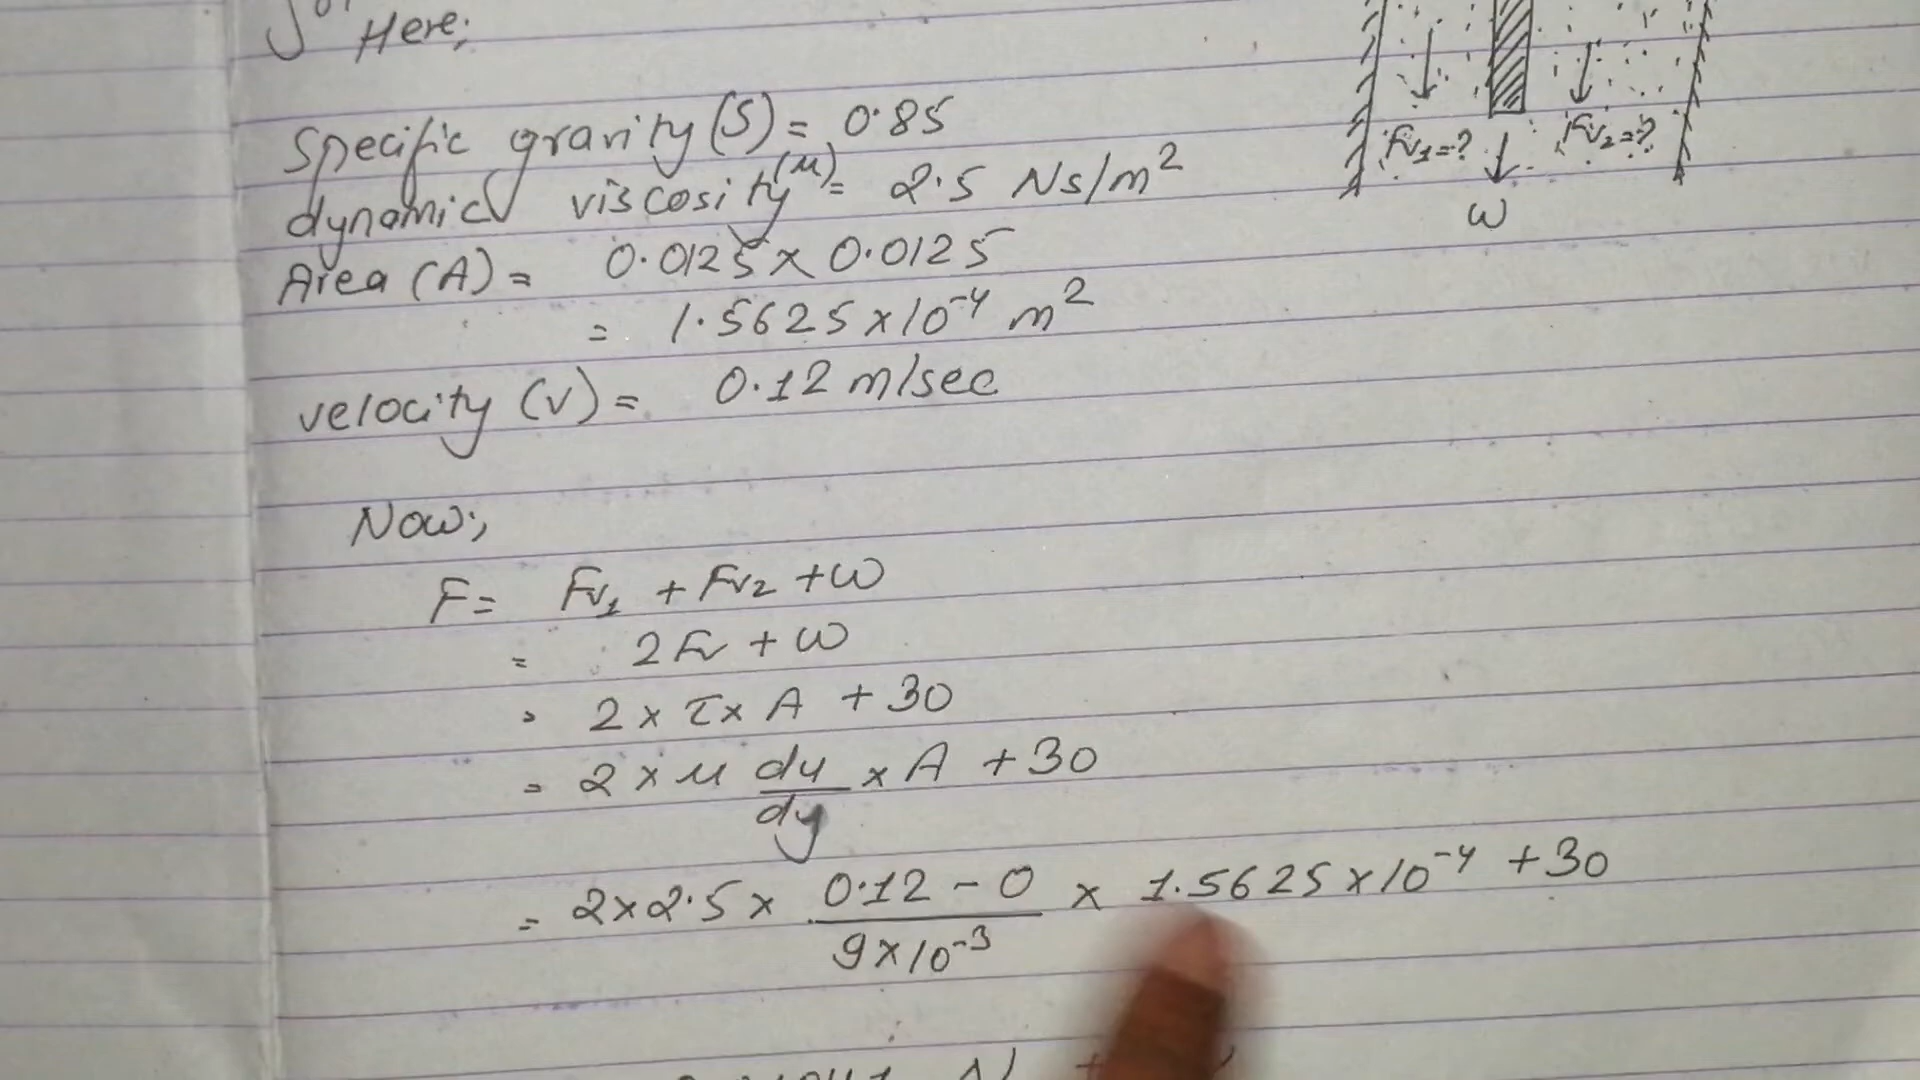 Here;
Specific gravity (S) = 0.85
dynamic viscosity (μ) = 2.5 Ns/m²
Area (A) = 0.0125 x 0.0125
= 1.5625 x 10⁻⁴ m²
velocity (v) = 0.12 m/sec
Fv₁ = ?
Fv₂ = ?
W
Now;
F = Fv₁ + Fv₂ + W
= 2Fv + W
= 2 x τ x A + 30
= 2 x μ du/dy x A + 30
= 2 x 2.5 x (0.12 - 0)/(9 x 10⁻³) x 1.5625 x 10⁻⁴ + 30